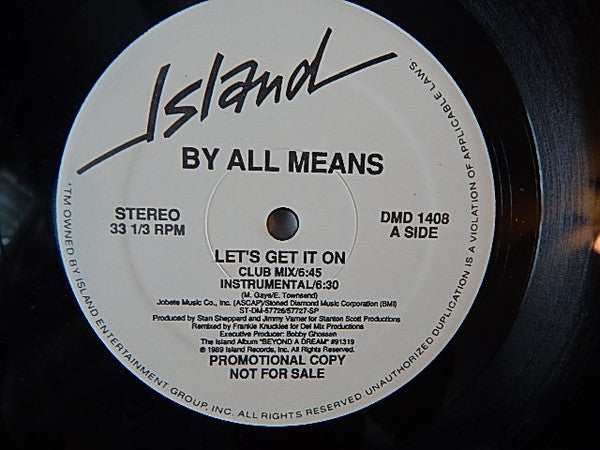 Island
BY ALL MEANS
STEREO
33 1/3 RPM
DMD 1408
A SIDE
LET'S GET IT ON
CLUB MIX/6:45
INSTRUMENTAL/6:30
(M. Gaye/E. Townsend)
Jobete Music Co., Inc. (ASCAP)/Stoned Diamond Music Corporation (BMI)
ST-DM-57726/57727-SP
Produced by Stan Sheppard and Jimmy Varner for Stanton Scott Productions
Remixed by Frankie Knuckles for Def Mix Productions
Executive Producer: Bobby Ghossen
The Island Album "BEYOND A DREAM" #91319
℗ 1989 Island Records, Inc. All Rights Reserved.
PROMOTIONAL COPY
NOT FOR SALE
*TM OWNED BY ISLAND ENTERTAINMENT GROUP, INC. ALL RIGHTS RESERVED. UNAUTHORIZED DUPLICATION IS A VIOLATION OF APPLICABLE LAWS.